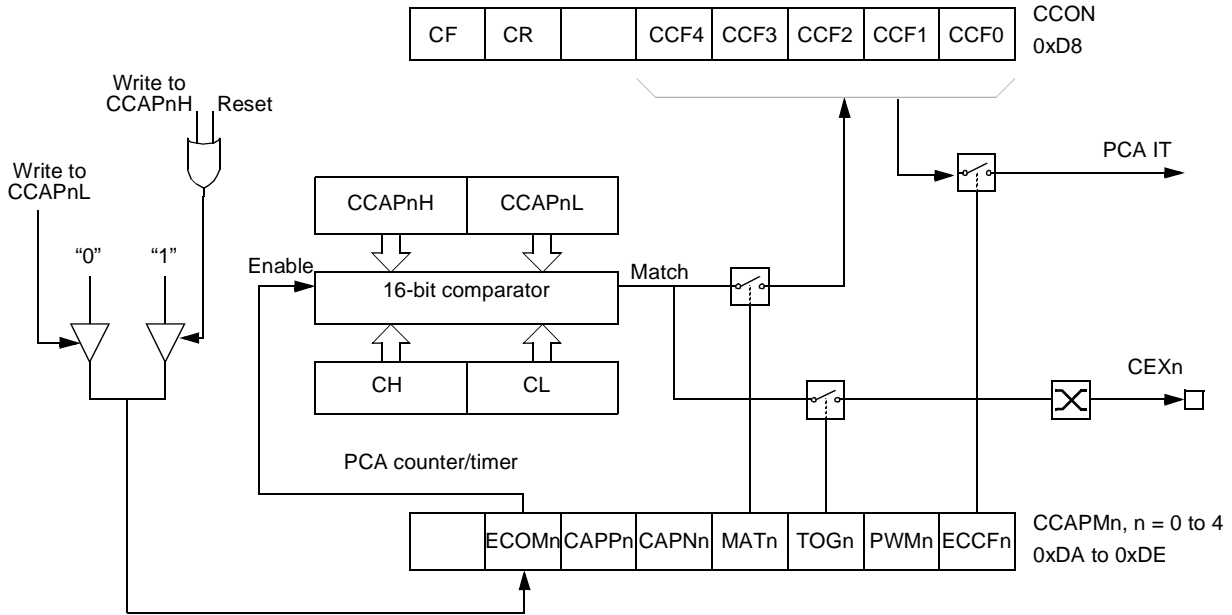 CF CR CCF4 CCF3 CCF2 CCF1 CCF0
CCON
0xD8
Write to
CCAPnH Reset
Write to
CCAPnL
PCA IT
CCAPnH CCAPnL
“0” “1”
Enable
16-bit comparator
Match
CH CL
CEXn
PCA counter/timer
ECOMn CAPPn CAPNn MATn TOGn PWMn ECCFn
CCAPMn, n = 0 to 4
0xDA to 0xDE